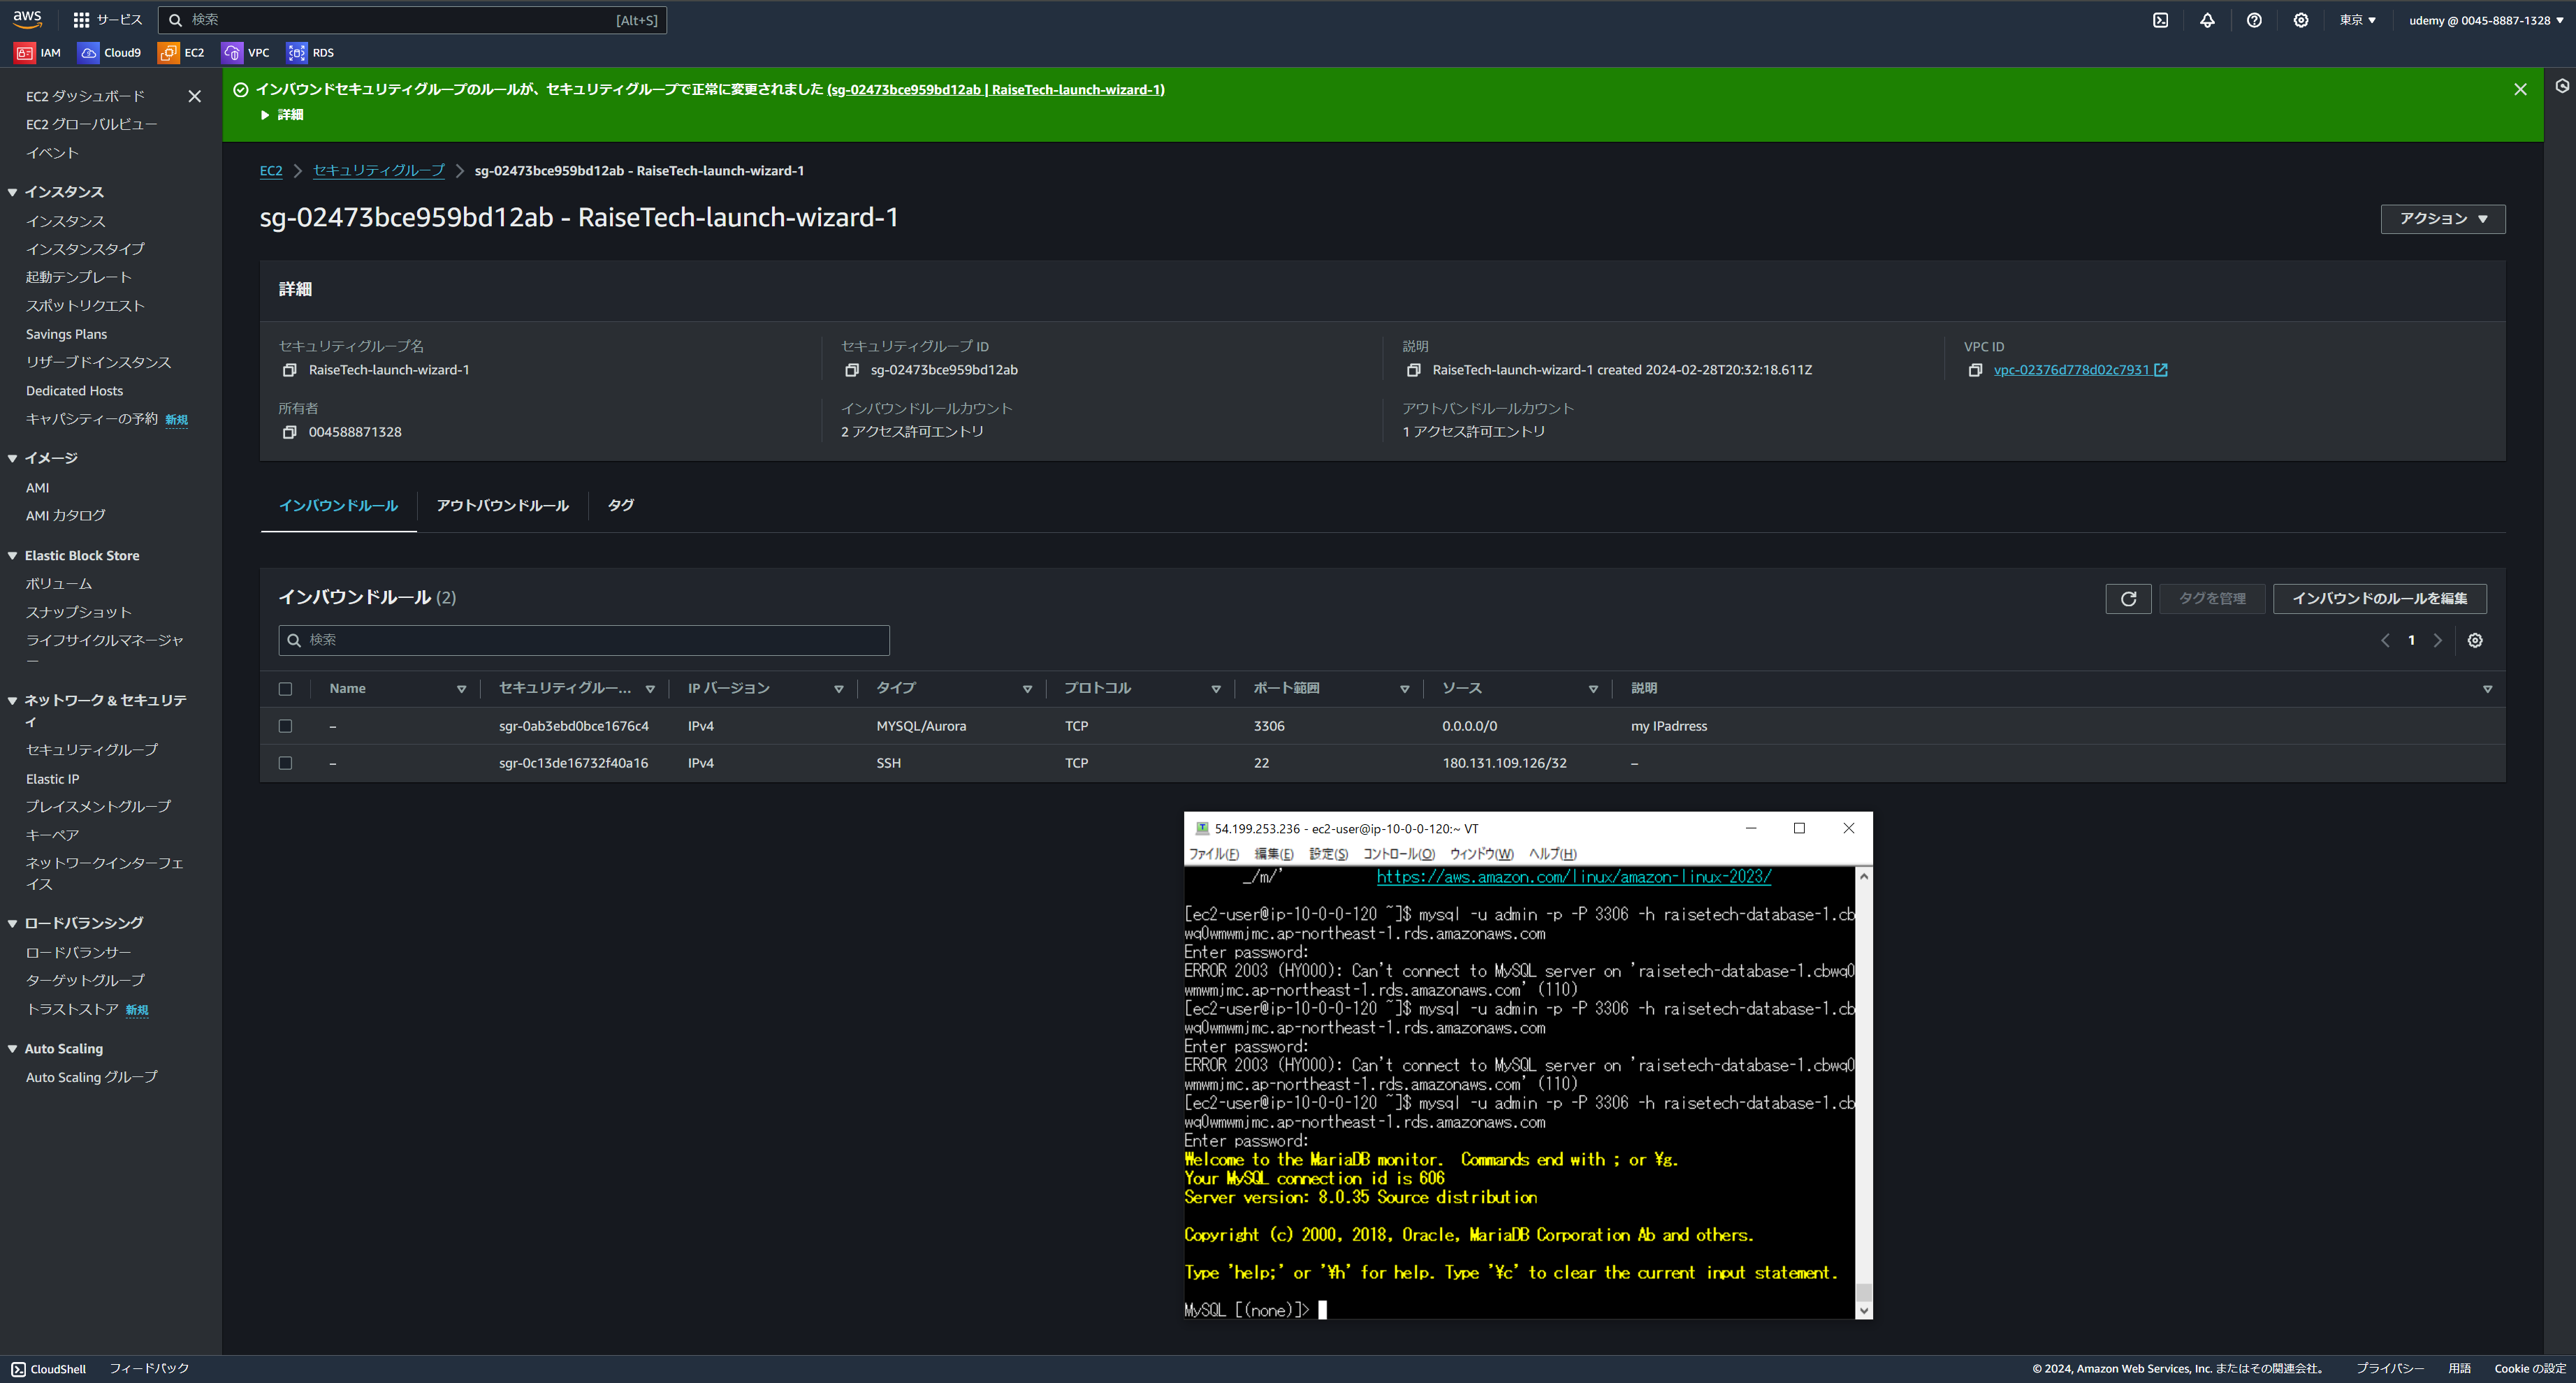 aws
サービス
検索
[Alt+S]
東京 ▼
udemy @ 0045-8887-1328 ▼
IAM
Cloud9
EC2
VPC
RDS
EC2 ダッシュボード
EC2 グローバルビュー
イベント
▼ インスタンス
インスタンス
インスタンスタイプ
起動テンプレート
スポットリクエスト
Savings Plans
リザーブドインスタンス
Dedicated Hosts
キャパシティーの予約 新規
▼ イメージ
AMI
AMI カタログ
▼ Elastic Block Store
ボリューム
スナップショット
ライフサイクルマネージャ
ー
▼ ネットワーク & セキュリテ
ィ
セキュリティグループ
Elastic IP
プレイスメントグループ
キーペア
ネットワークインターフェ
イス
▼ ロードバランシング
ロードバランサー
ターゲットグループ
トラストストア 新規
▼ Auto Scaling
Auto Scaling グループ
インバウンドセキュリティグループのルールが、セキュリティグループで正常に変更されました (sg-02473bce959bd12ab | RaiseTech-launch-wizard-1)
▶ 詳細
EC2 > セキュリティグループ > sg-02473bce959bd12ab - RaiseTech-launch-wizard-1
sg-02473bce959bd12ab - RaiseTech-launch-wizard-1
アクション ▼
詳細
セキュリティグループ名
RaiseTech-launch-wizard-1
セキュリティグループ ID
sg-02473bce959bd12ab
説明
RaiseTech-launch-wizard-1 created 2024-02-28T20:32:18.611Z
VPC ID
vpc-02376d778d02c7931
所有者
004588871328
インバウンドルールカウント
2 アクセス許可エントリ
アウトバンドルールカウント
1 アクセス許可エントリ
インバウンドルール
アウトバウンドルール
タグ
インバウンドルール (2)
タグを管理
インバウンドのルールを編集
検索
1
Name セキュリティグルー... IP バージョン タイプ プロトコル ポート範囲 ソース 説明
– sgr-0ab3ebd0bce1676c4 IPv4 MYSQL/Aurora TCP 3306 0.0.0.0/0 my IPadrress
– sgr-0c13de16732f40a16 IPv4 SSH TCP 22 180.131.109.126/32 –
54.199.253.236 - ec2-user@ip-10-0-0-120:~ VT
ファイル(F) 編集(E) 設定(S) コントロール(O) ウィンドウ(W) ヘルプ(H)
_/m/' https://aws.amazon.com/linux/amazon-linux-2023/
[ec2-user@ip-10-0-0-120 ~]$ mysql -u admin -p -P 3306 -h raisetech-database-1.cb
wq0wmwmjmc.ap-northeast-1.rds.amazonaws.com
Enter password:
ERROR 2003 (HY000): Can't connect to MySQL server on 'raisetech-database-1.cbwq0
wmwmjmc.ap-northeast-1.rds.amazonaws.com' (110)
[ec2-user@ip-10-0-0-120 ~]$ mysql -u admin -p -P 3306 -h raisetech-database-1.cb
wq0wmwmjmc.ap-northeast-1.rds.amazonaws.com
Enter password:
ERROR 2003 (HY000): Can't connect to MySQL server on 'raisetech-database-1.cbwq0
wmwmjmc.ap-northeast-1.rds.amazonaws.com' (110)
[ec2-user@ip-10-0-0-120 ~]$ mysql -u admin -p -P 3306 -h raisetech-database-1.cb
wq0wmwmjmc.ap-northeast-1.rds.amazonaws.com
Enter password:
Welcome to the MariaDB monitor.  Commands end with ; or ¥g.
Your MySQL connection id is 606
Server version: 8.0.35 Source distribution
Copyright (c) 2000, 2018, Oracle, MariaDB Corporation Ab and others.
Type 'help;' or '¥h' for help. Type '¥c' to clear the current input statement.
MySQL [(none)]>
CloudShell
フィードバック
© 2024, Amazon Web Services, Inc. またはその関連会社。
プライバシー
用語
Cookie の設定